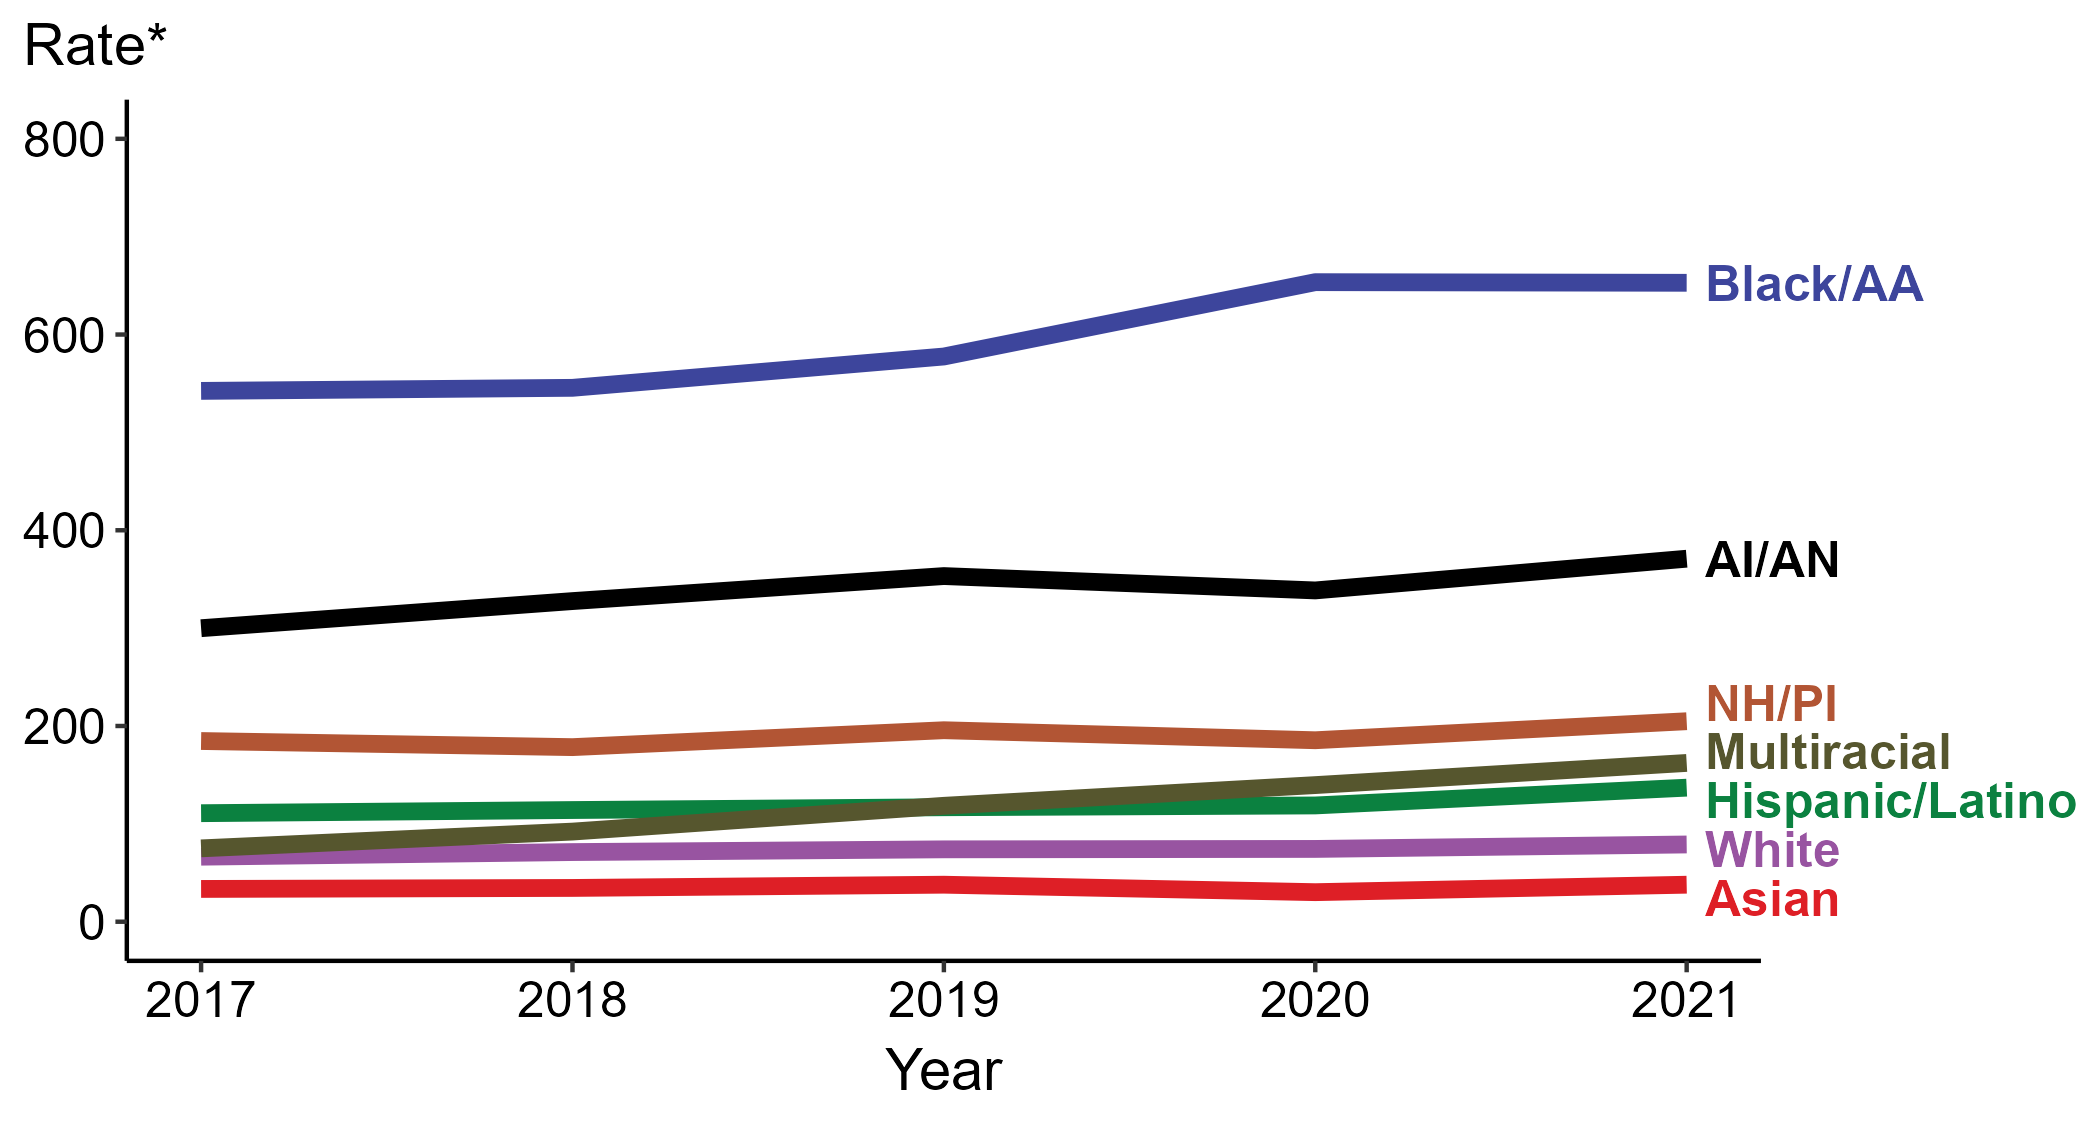 Rate*
800
600
400
200
0
Black/AA
AI/AN
NH/PI
Multiracial
Hispanic/Latino
White
Asian
2017 2018 2019 2020 2021
Year